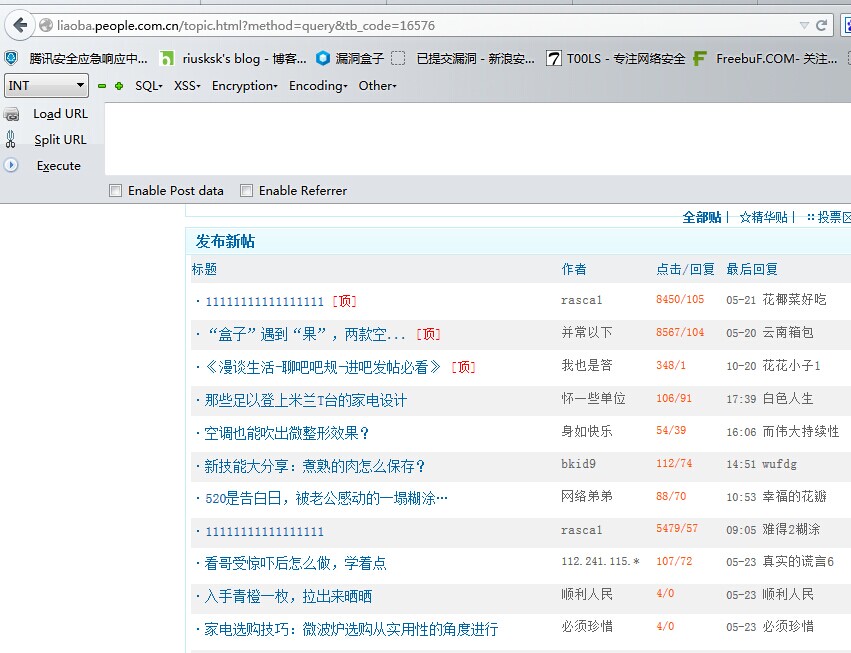 liaoba.people.com.cn/topic.html?method=query&tb_code=16576
腾讯安全应急响应中... riusksk's blog - 博客... 漏洞盒子 已提交漏洞 - 新浪安... T00LS - 专注网络安全 FreebuF.COM- 关注...
INT SQL XSS Encryption Encoding Other
Load URL
Split URL
Execute
Enable Post data Enable Referrer
全部贴 | ☆精华贴 | 投票区
发布新帖
标题 作者 点击/回复 最后回复
· 11111111111111111 [顶] rascal 8450/105 05-21 花椰菜好吃
· “盒子”遇到“果”，两款空... [顶] 并常以下 8567/104 05-20 云南箱包
· 《漫谈生活-聊吧吧规-进吧发帖必看》 [顶] 我也是答 348/1 10-20 花花小子1
· 那些足以登上米兰T台的家电设计 怀一些单位 106/91 17:39 白色人生
· 空调也能吹出微整形效果？ 身如快乐 54/39 16:06 而伟大持续性
· 新技能大分享：煮熟的肉怎么保存？ bkid9 112/74 14:51 wufdg
· 520是告白日，被老公感动的一塌糊涂… 网络弟弟 88/70 10:53 幸福的花瓣
· 11111111111111111 rascal 5479/57 09:05 难得2糊涂
· 看哥受惊吓后怎么做，学着点 112.241.115.* 107/72 05-23 真实的谎言6
· 入手青橙一枚，拉出来晒晒 顺利人民 4/0 05-23 顺利人民
· 家电选购技巧：微波炉选购从实用性的角度进行 必须珍惜 4/0 05-23 必须珍惜